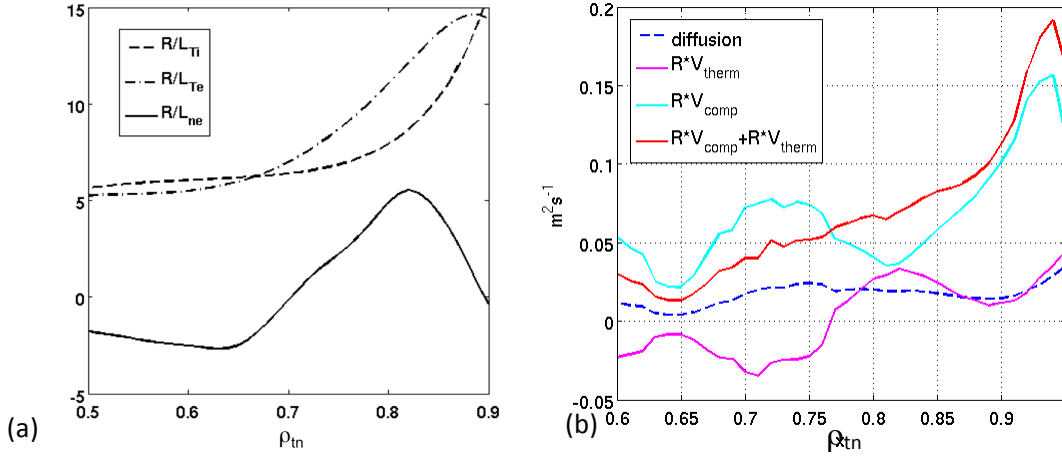 15
10
5
0
-5
0.5
0.6
0.7
0.8
0.9
R/L_Ti
R/L_Te
R/L_ne
ρ_tn
(a)
0.2
0.15
0.1
0.05
0
-0.05
m²s⁻¹
0.6
0.65
0.7
0.75
0.8
0.85
0.9
diffusion
R*V_therm
R*V_comp
R*V_comp+R*V_therm
ρ_tn
(b)